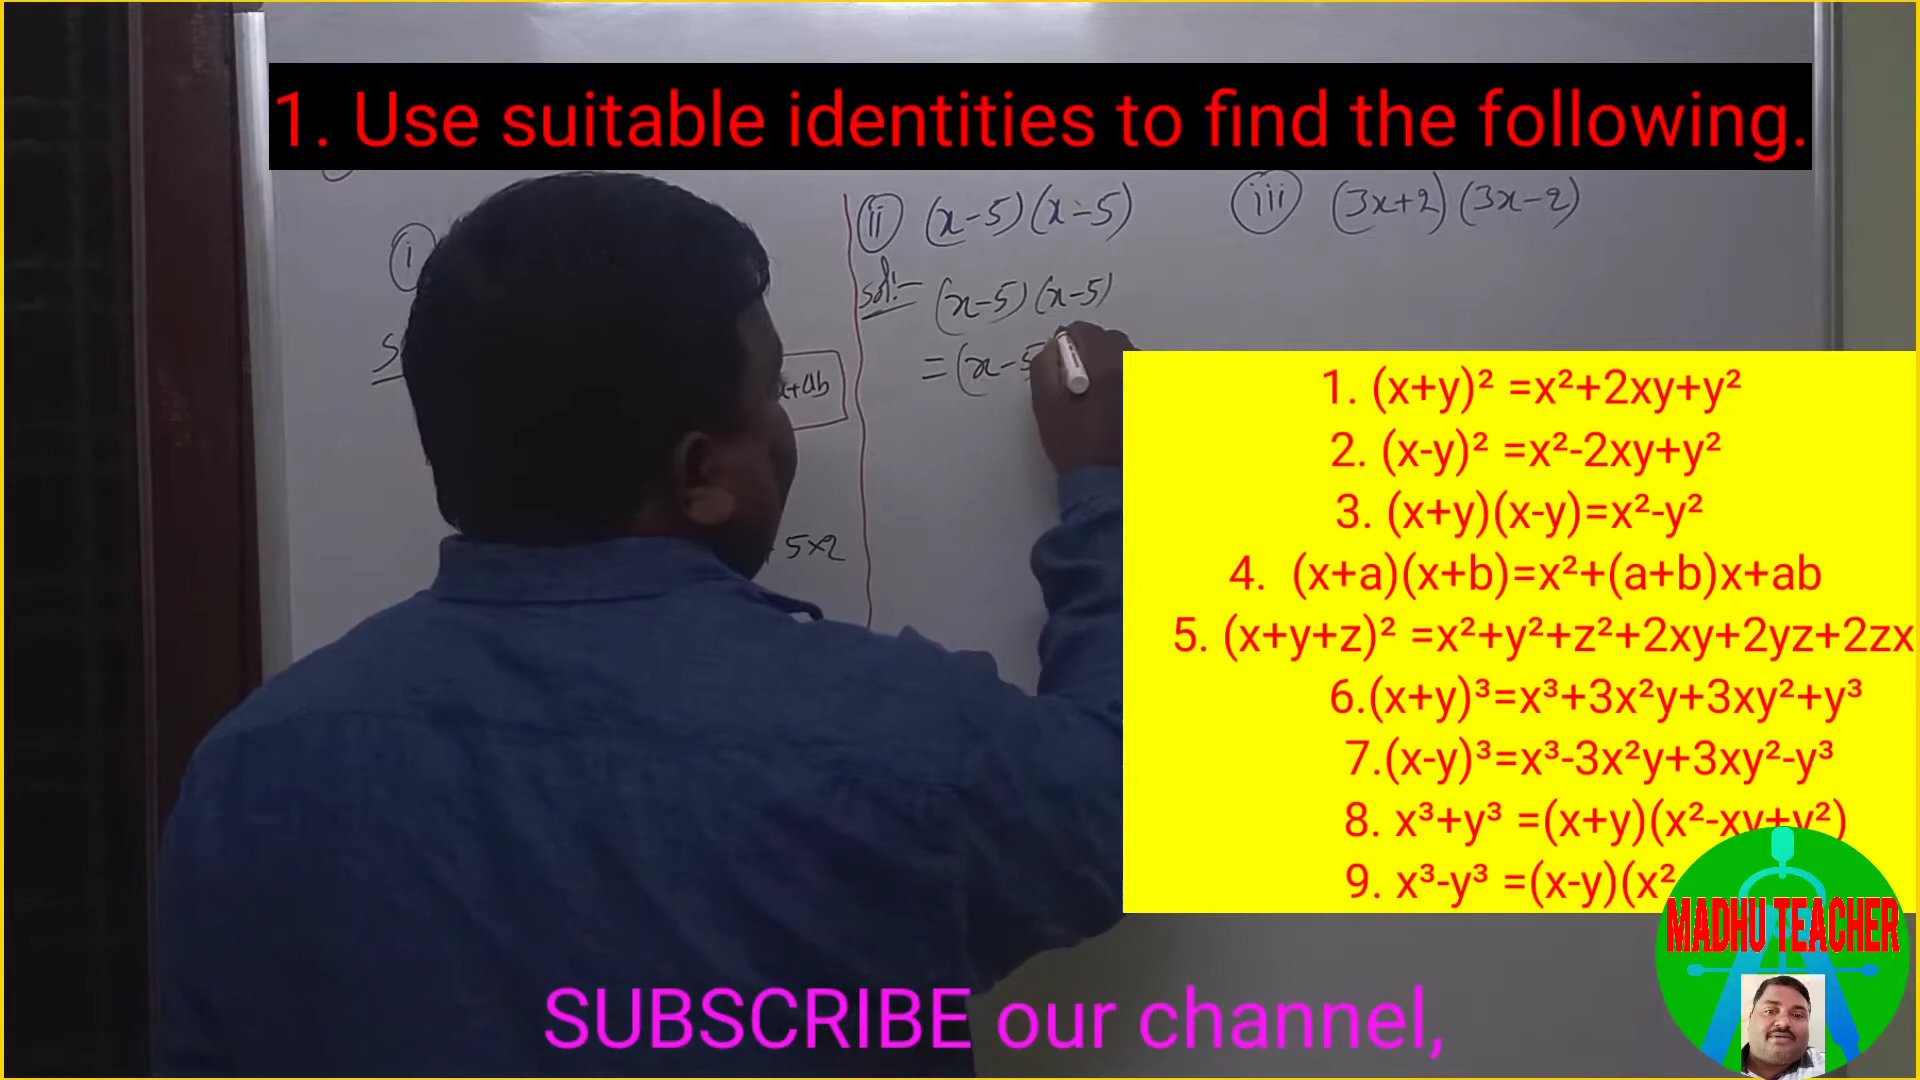 1. Use suitable identities to find the following.
i
ii (x-5)(x-5)
iii (3x+2)(3x-2)
Sol:- (x-5)(x-5)
= (x-5
S
x+ab
5×2
1. (x+y)² =x²+2xy+y²
2. (x-y)² =x²-2xy+y²
3. (x+y)(x-y)=x²-y²
4. (x+a)(x+b)=x²+(a+b)x+ab
5. (x+y+z)² =x²+y²+z²+2xy+2yz+2zx
6.(x+y)³=x³+3x²y+3xy²+y³
7.(x-y)³=x³-3x²y+3xy²-y³
8. x³+y³ =(x+y)(x²-xy+y²)
9. x³-y³ =(x-y)(x²
MADHU TEACHER
SUBSCRIBE our channel,